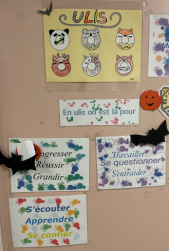 ULIS
En ulis on est là pour
Progresser
Réussir
Grandir
Travailler
Se questionner
S'entraider
S'écouter
Apprendre
Se confier